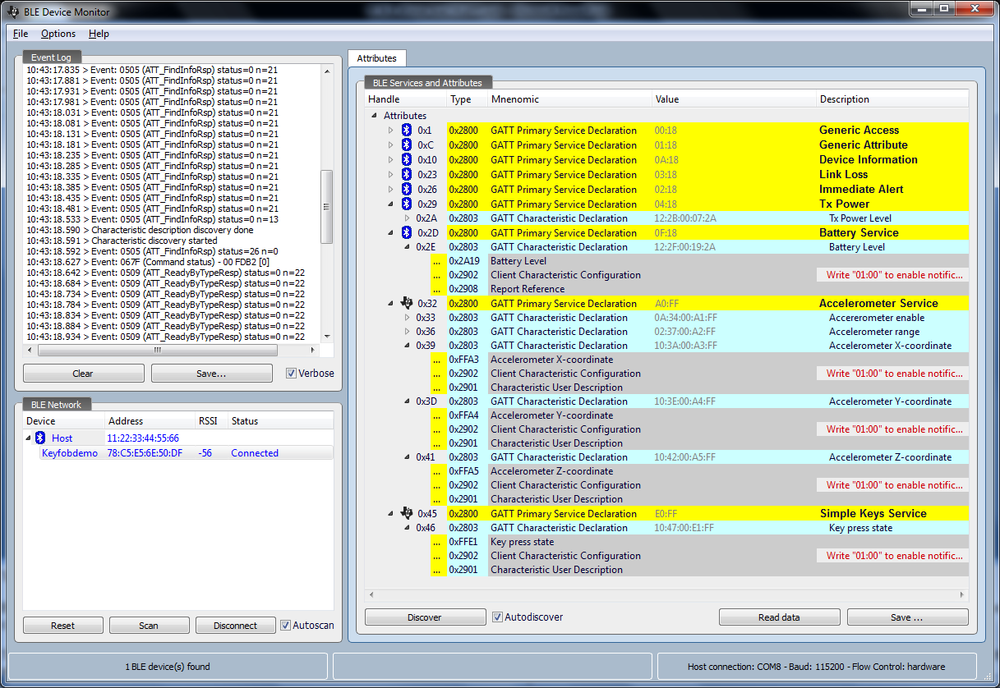 BLE Device Monitor
File Options Help
Event Log
10:43:17.835 > Event: 0505 (ATT_FindInfoRsp) status=0 n=21
10:43:17.881 > Event: 0505 (ATT_FindInfoRsp) status=0 n=21
10:43:17.931 > Event: 0505 (ATT_FindInfoRsp) status=0 n=21
10:43:17.981 > Event: 0505 (ATT_FindInfoRsp) status=0 n=21
10:43:18.031 > Event: 0505 (ATT_FindInfoRsp) status=0 n=21
10:43:18.081 > Event: 0505 (ATT_FindInfoRsp) status=0 n=21
10:43:18.131 > Event: 0505 (ATT_FindInfoRsp) status=0 n=21
10:43:18.181 > Event: 0505 (ATT_FindInfoRsp) status=0 n=21
10:43:18.235 > Event: 0505 (ATT_FindInfoRsp) status=0 n=21
10:43:18.285 > Event: 0505 (ATT_FindInfoRsp) status=0 n=21
10:43:18.335 > Event: 0505 (ATT_FindInfoRsp) status=0 n=21
10:43:18.385 > Event: 0505 (ATT_FindInfoRsp) status=0 n=21
10:43:18.435 > Event: 0505 (ATT_FindInfoRsp) status=0 n=21
10:43:18.481 > Event: 0505 (ATT_FindInfoRsp) status=0 n=21
10:43:18.533 > Event: 0505 (ATT_FindInfoRsp) status=0 n=13
10:43:18.590 > Characteristic description discovery done
10:43:18.591 > Characteristic discovery started
10:43:18.592 > Event: 0505 (ATT_FindInfoRsp) status=26 n=0
10:43:18.627 > Event: 067F (Command status) - 00 FDB2 [0]
10:43:18.642 > Event: 0509 (ATT_ReadyByTypeResp) status=0 n=22
10:43:18.684 > Event: 0509 (ATT_ReadyByTypeResp) status=0 n=22
10:43:18.734 > Event: 0509 (ATT_ReadyByTypeResp) status=0 n=22
10:43:18.784 > Event: 0509 (ATT_ReadyByTypeResp) status=0 n=22
10:43:18.834 > Event: 0509 (ATT_ReadyByTypeResp) status=0 n=22
10:43:18.884 > Event: 0509 (ATT_ReadyByTypeResp) status=0 n=22
10:43:18.934 > Event: 0509 (ATT_ReadyByTypeResp) status=0 n=22
Clear Save... Verbose
BLE Network
Device Address RSSI Status
Host 11:22:33:44:55:66
Keyfobdemo 78:C5:E5:6E:50:DF -56 Connected
Reset Scan Disconnect Autoscan
Attributes
BLE Services and Attributes
Handle Type Mnenomic Value Description
Attributes
0x1 0x2800 GATT Primary Service Declaration 00:18 Generic Access
0xC 0x2800 GATT Primary Service Declaration 01:18 Generic Attribute
0x10 0x2800 GATT Primary Service Declaration 0A:18 Device Information
0x23 0x2800 GATT Primary Service Declaration 03:18 Link Loss
0x26 0x2800 GATT Primary Service Declaration 02:18 Immediate Alert
0x29 0x2800 GATT Primary Service Declaration 04:18 Tx Power
0x2A 0x2803 GATT Characteristic Declaration 12:2B:00:07:2A Tx Power Level
0x2D 0x2800 GATT Primary Service Declaration 0F:18 Battery Service
0x2E 0x2803 GATT Characteristic Declaration 12:2F:00:19:2A Battery Level
... 0x2A19 Battery Level
... 0x2902 Client Characteristic Configuration Write "01:00" to enable notific...
... 0x2908 Report Reference
0x32 0x2800 GATT Primary Service Declaration A0:FF Accelerometer Service
0x33 0x2803 GATT Characteristic Declaration 0A:34:00:A1:FF Accererometer enable
0x36 0x2803 GATT Characteristic Declaration 02:37:00:A2:FF Accelerometer range
0x39 0x2803 GATT Characteristic Declaration 10:3A:00:A3:FF Accelerometer X-coordinate
... 0xFFA3 Accelerometer X-coordinate
... 0x2902 Client Characteristic Configuration Write "01:00" to enable notific...
... 0x2901 Characteristic User Description
0x3D 0x2803 GATT Characteristic Declaration 10:3E:00:A4:FF Accelerometer Y-coordinate
... 0xFFA4 Accelerometer Y-coordinate
... 0x2902 Client Characteristic Configuration Write "01:00" to enable notific...
... 0x2901 Characteristic User Description
0x41 0x2803 GATT Characteristic Declaration 10:42:00:A5:FF Accelerometer Z-coordinate
... 0xFFA5 Accelerometer Z-coordinate
... 0x2902 Client Characteristic Configuration Write "01:00" to enable notific...
... 0x2901 Characteristic User Description
0x45 0x2800 GATT Primary Service Declaration E0:FF Simple Keys Service
0x46 0x2803 GATT Characteristic Declaration 10:47:00:E1:FF Key press state
... 0xFFE1 Key press state
... 0x2902 Client Characteristic Configuration Write "01:00" to enable notific...
... 0x2901 Characteristic User Description
Discover Autodiscover Read data Save ...
1 BLE device(s) found
Host connection: COM8 - Baud: 115200 - Flow Control: hardware